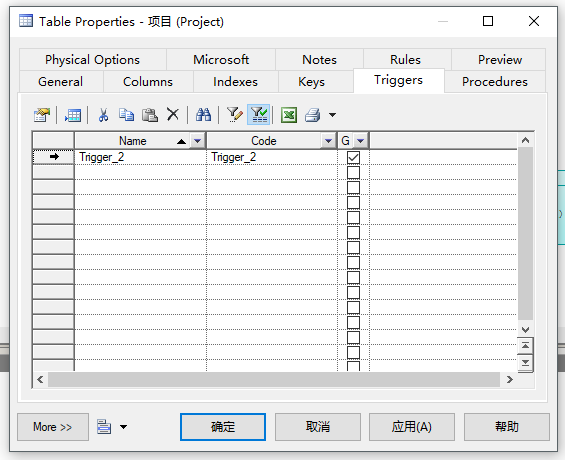 Table Properties - 项目 (Project)
Physical Options Microsoft Notes Rules Preview
General Columns Indexes Keys Triggers Procedures
Name Code G
Trigger_2 Trigger_2
More >> 确定 取消 应用(A) 帮助